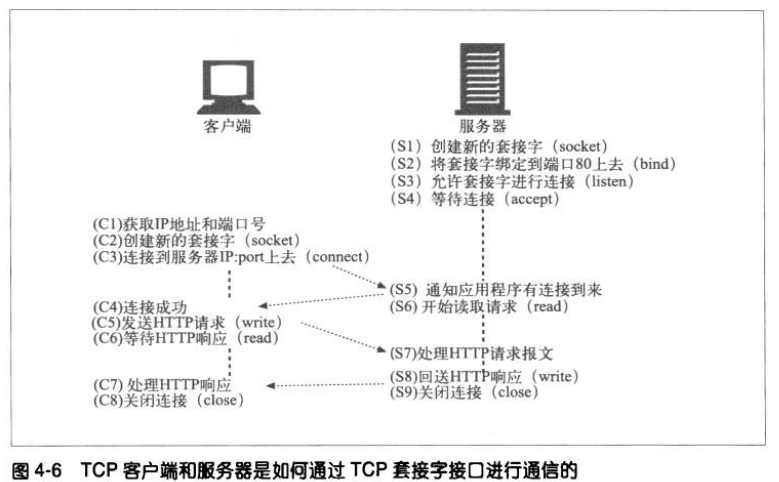 客户端
服务器
(S1) 创建新的套接字（socket）
(S2) 将套接字绑定到端口80上去（bind）
(S3) 允许套接字进行连接（listen）
(S4) 等待连接（accept）
(C1)获取IP地址和端口号
(C2)创建新的套接字（socket）
(C3)连接到服务器IP:port上去（connect）
(S5) 通知应用程序有连接到来
(S6) 开始读取请求（read）
(C4)连接成功
(C5)发送HTTP请求（write）
(C6)等待HTTP响应（read）
(S7)处理HTTP请求报文
(S8)回送HTTP响应（write）
(S9)关闭连接（close）
(C7) 处理HTTP响应
(C8)关闭连接（close）
图 4-6 TCP 客户端和服务器是如何通过 TCP 套接字接口进行通信的